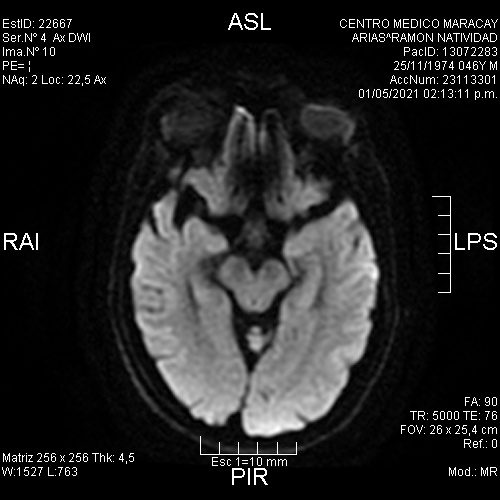 EstID: 22667
Ser.Nº 4 Ax DWI
Ima.Nº 10
PE= ¦
NAq: 2 Loc: 22,5 Ax
ASL
CENTRO MEDICO MARACAY
ARIAS^RAMON NATIVIDAD
PacID: 13072283
25/11/1974 046Y M
AccNum: 23113301
01/05/2021 02:13:11 p.m.
RAI
LPS
Matriz 256 x 256 Thk: 4,5
W:1527 L:763
Esc 1=10 mm
PIR
FA: 90
TR: 5000 TE: 76
FOV: 26 x 25,4 cm
Ref.: 0
Mod.: MR